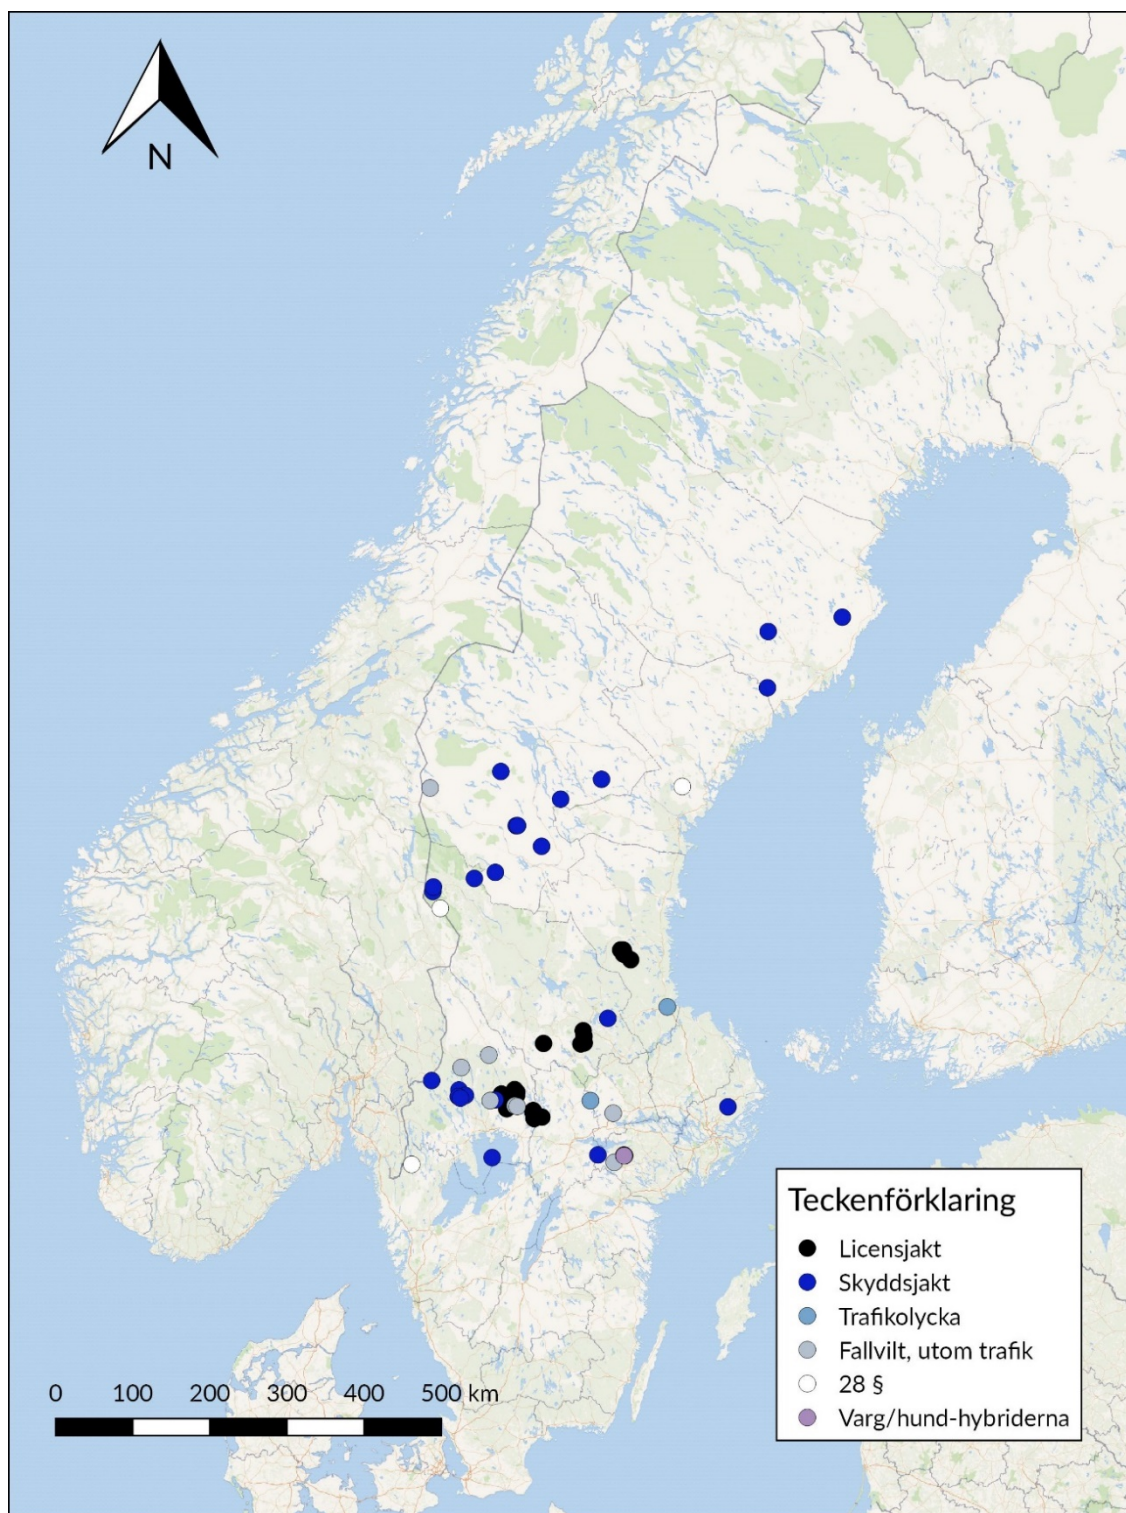 N
Teckenförklaring
Licensjakt
Skyddsjakt
Trafikolycka
Fallvilt, utom trafik
28 §
Varg/hund-hybriderna
0 100 200 300 400 500 km